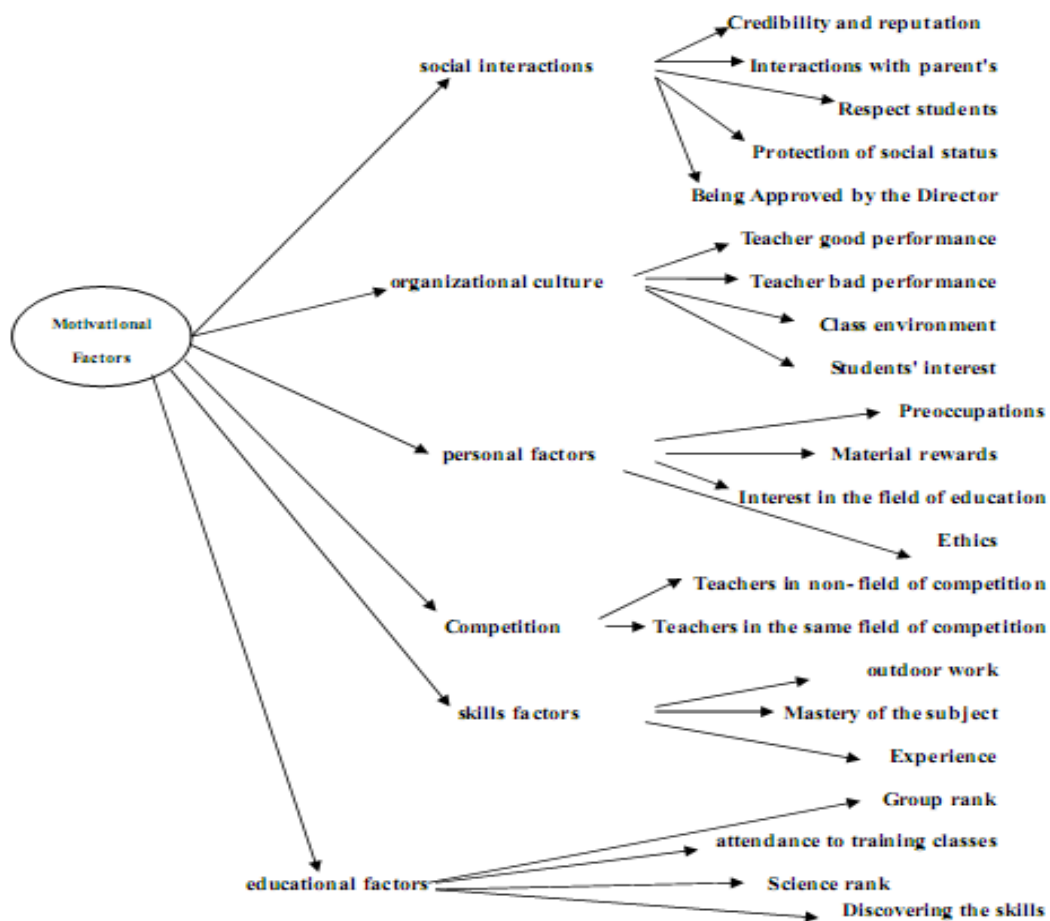 Credibility and reputation
social interactions
Interactions with parent's
Respect students
Protection of social status
Being Approved by the Director
Teacher good performance
organizational culture
Teacher bad performance
Class environment
Students' interest
Motivational
Factors
Preoccupations
personal factors
Material rewards
Interest in the field of education
Ethics
Teachers in non-field of competition
Competition
Teachers in the same field of competition
outdoor work
skills factors
Mastery of the subject
Experience
Group rank
attendance to training classes
educational factors
Science rank
Discovering the skills